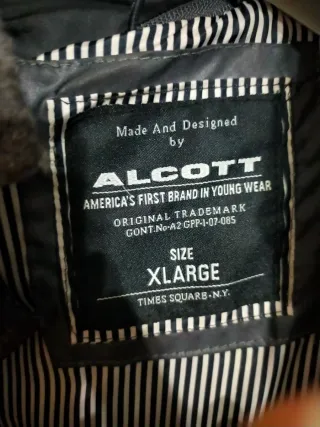 Made And Designed
by
ALCOTT
AMERICA'S FIRST BRAND IN YOUNG WEAR
ORIGINAL TRADEMARK
CONT.No-A2 GPP-1-07-085
SIZE
XLARGE
TIMES SQUARE-N.Y.